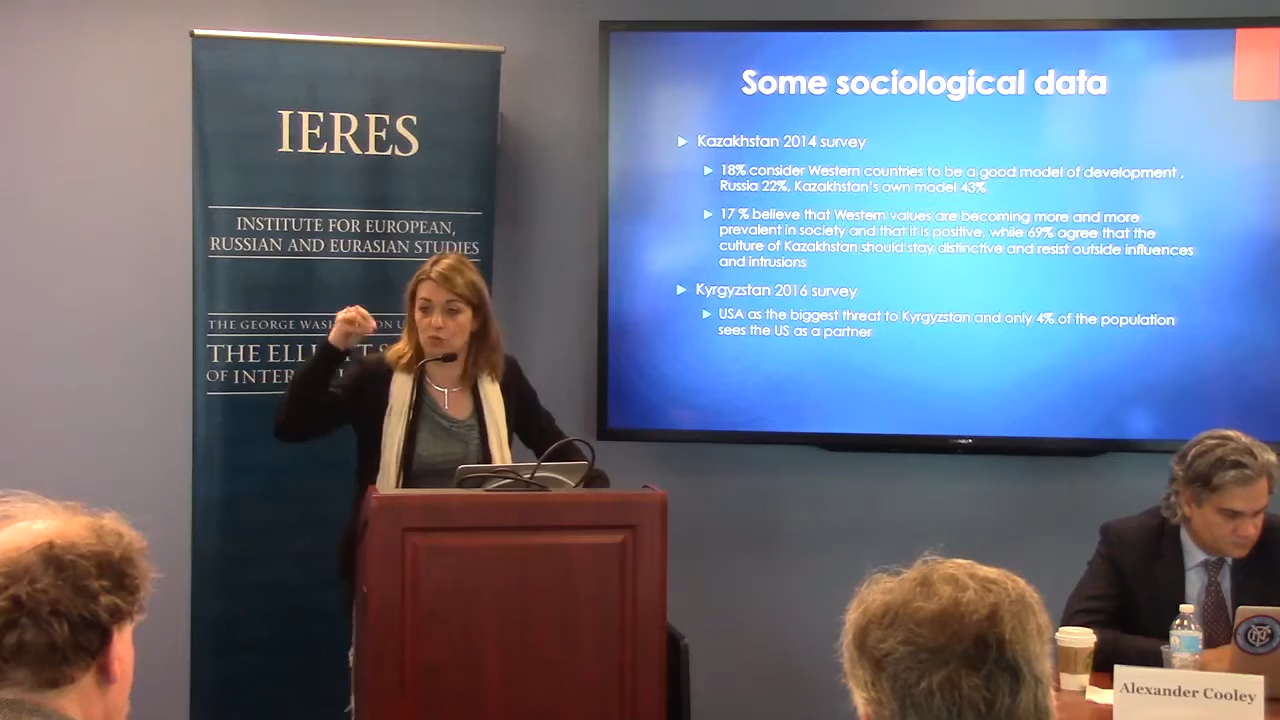 IERES
INSTITUTE FOR EUROPEAN,
RUSSIAN AND EURASIAN STUDIES
THE GEORGE
THE
OF
Some sociological data
Kazakhstan 2014 survey
18% consider Western countries to be a good model of development ,
Russia 22%, Kazakhstan's own model 43%
17 % believe that Western values are becoming more and more
prevalent in society and that it is positive, while 69% agree that the
culture of Kazakhstan should stay distinctive and resist outside influences
and intrusions
Kyrgyzstan 2016 survey
USA as the biggest threat to Kyrgyzstan and only 4% of the population
sees the US as a partner
Alexander Cooley